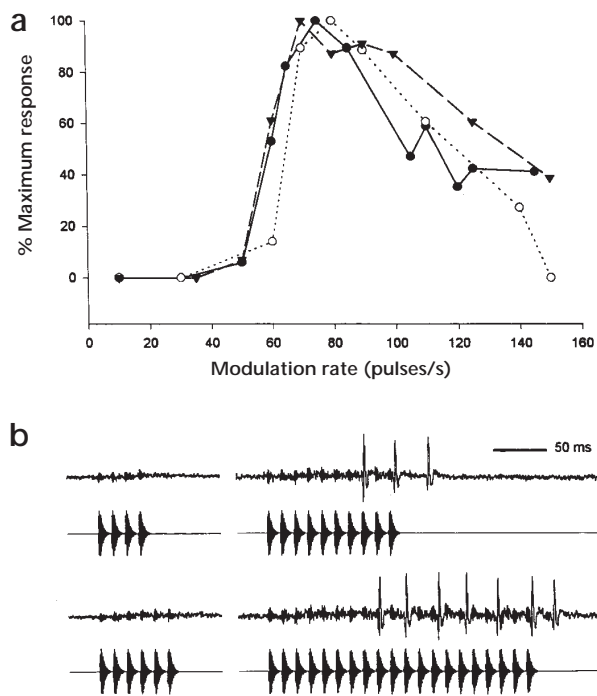 a
% Maximum response
100
80
60
40
20
0
0 20 40 60 80 100 120 140 160
Modulation rate (pulses/s)
b
50 ms